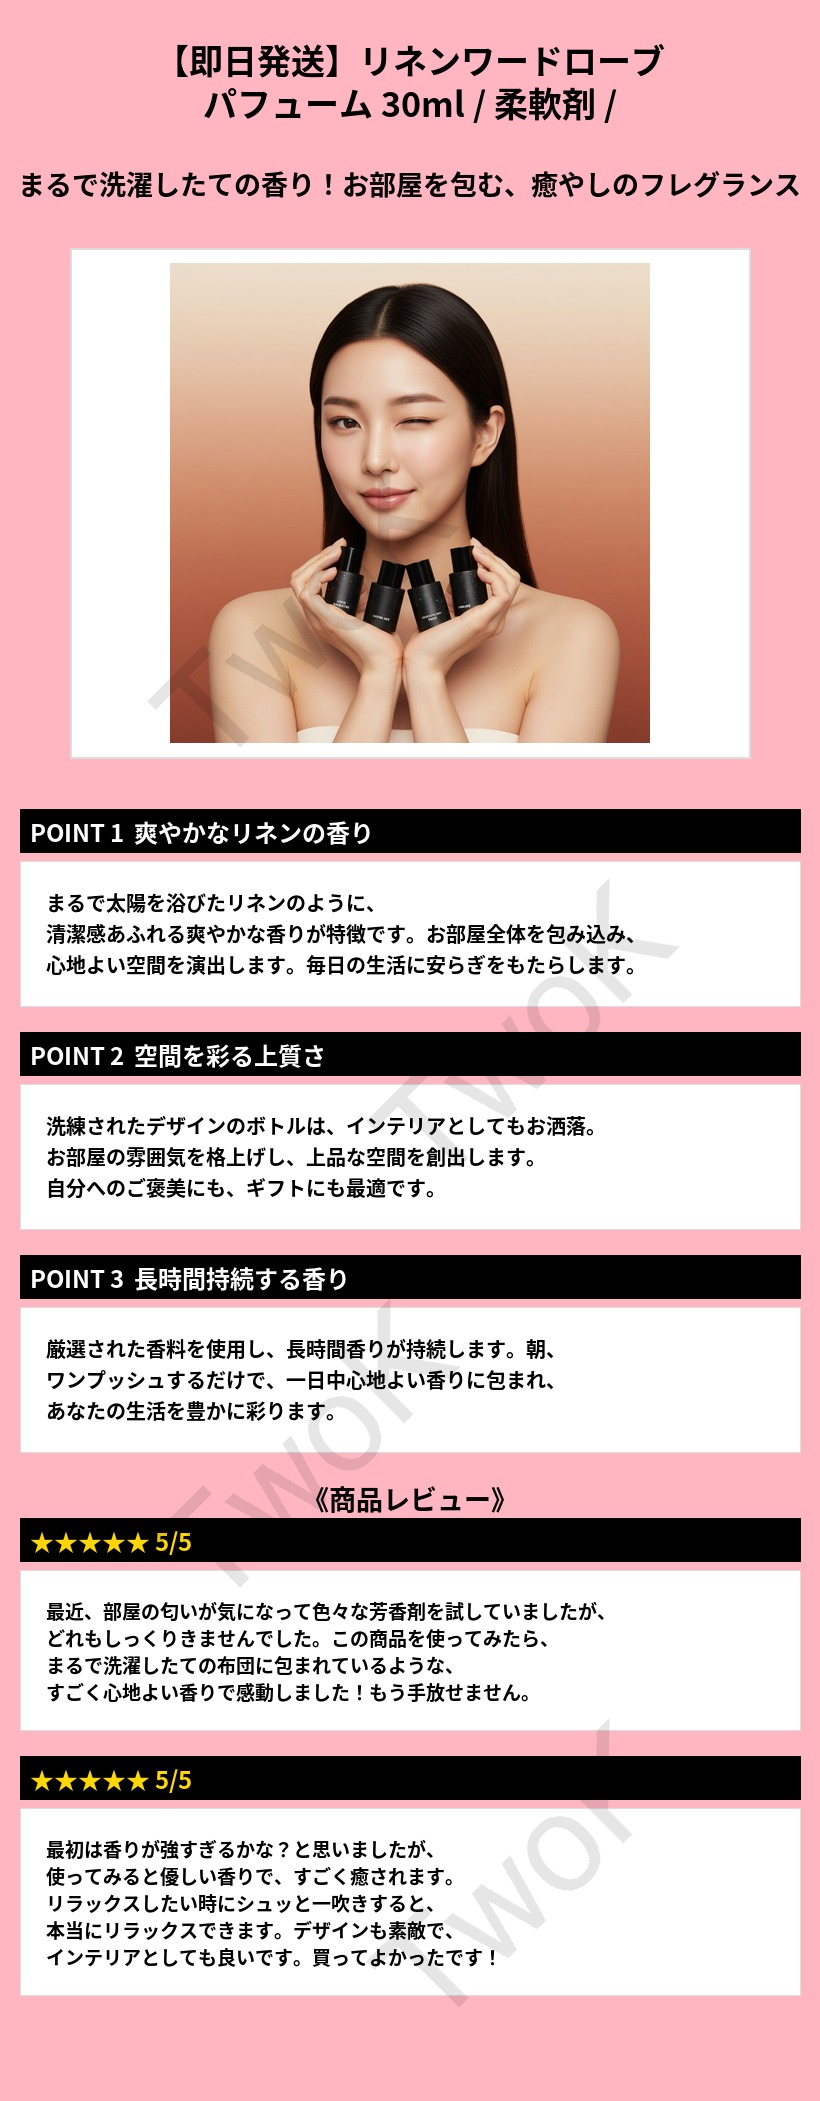 【即日発送】リネンワードローブ
パフューム 30ml / 柔軟剤 /
まるで洗濯したての香り！お部屋を包む、癒やしのフレグランス
TwoK
POINT 1 爽やかなリネンの香り
まるで太陽を浴びたリネンのように、
清潔感あふれる爽やかな香りが特徴です。お部屋全体を包み込み、
心地よい空間を演出します。毎日の生活に安らぎをもたらします。
TwoK
POINT 2 空間を彩る上質さ
洗練されたデザインのボトルは、インテリアとしてもお洒落。
お部屋の雰囲気を格上げし、上品な空間を創出します。
自分へのご褒美にも、ギフトにも最適です。
POINT 3 長時間持続する香り
厳選された香料を使用し、長時間香りが持続します。朝、
ワンプッシュするだけで、一日中心地よい香りに包まれ、
あなたの生活を豊かに彩ります。
TwoK
《商品レビュー》
★★★★★ 5/5
最近、部屋の匂いが気になって色々な芳香剤を試していましたが、
どれもしっくりきませんでした。この商品を使ってみたら、
まるで洗濯したての布団に包まれているような、
すごく心地よい香りで感動しました！もう手放せません。
★★★★★ 5/5
最初は香りが強すぎるかな？と思いましたが、
使ってみると優しい香りで、すごく癒されます。
リラックスしたい時にシュッと一吹きすると、
本当にリラックスできます。デザインも素敵で、
インテリアとしても良いです。買ってよかったです！
TwoK